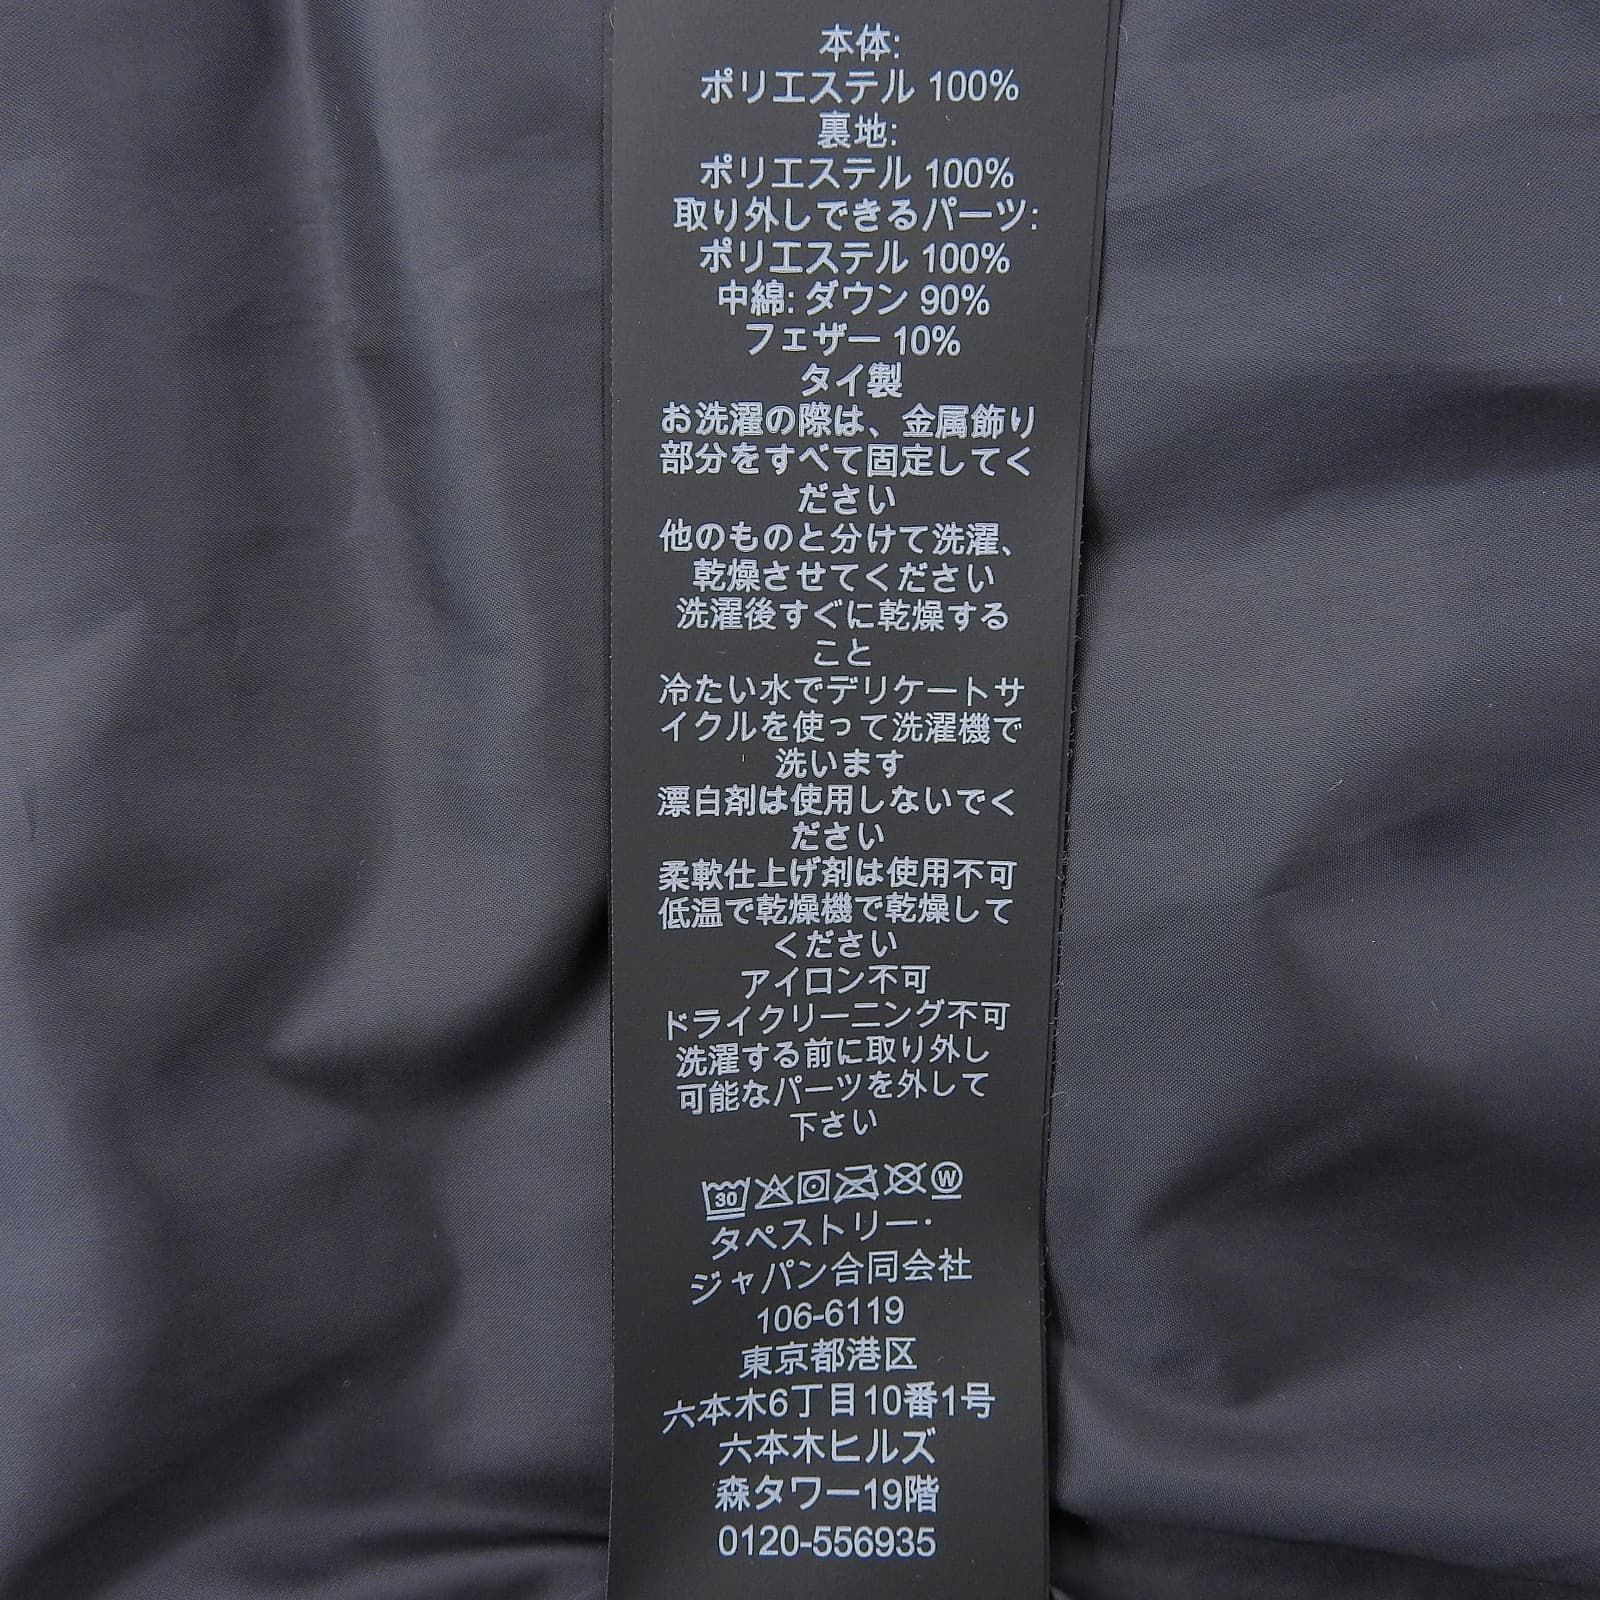 本体:
ポリエステル 100%
裏地:
ポリエステル 100%
取り外しできるパーツ:
ポリエステル 100%
中綿: ダウン 90%
フェザー 10%
タイ製
お洗濯の際は、金属飾り
部分をすべて固定してく
ださい
他のものと分けて洗濯、
乾燥させてください
洗濯後すぐに乾燥する
こと
冷たい水でデリケートサ
イクルを使って洗濯機で
洗います
漂白剤は使用しないでく
ださい
柔軟仕上げ剤は使用不可
低温で乾燥機で乾燥して
ください
アイロン不可
ドライクリーニング不可
洗濯する前に取り外し
可能なパーツを外して
下さい
30 W
タペストリー·
ジャパン合同会社
106-6119
東京都港区
六本木6丁目10番1号
六本木ヒルズ
森タワー19階
0120-556935